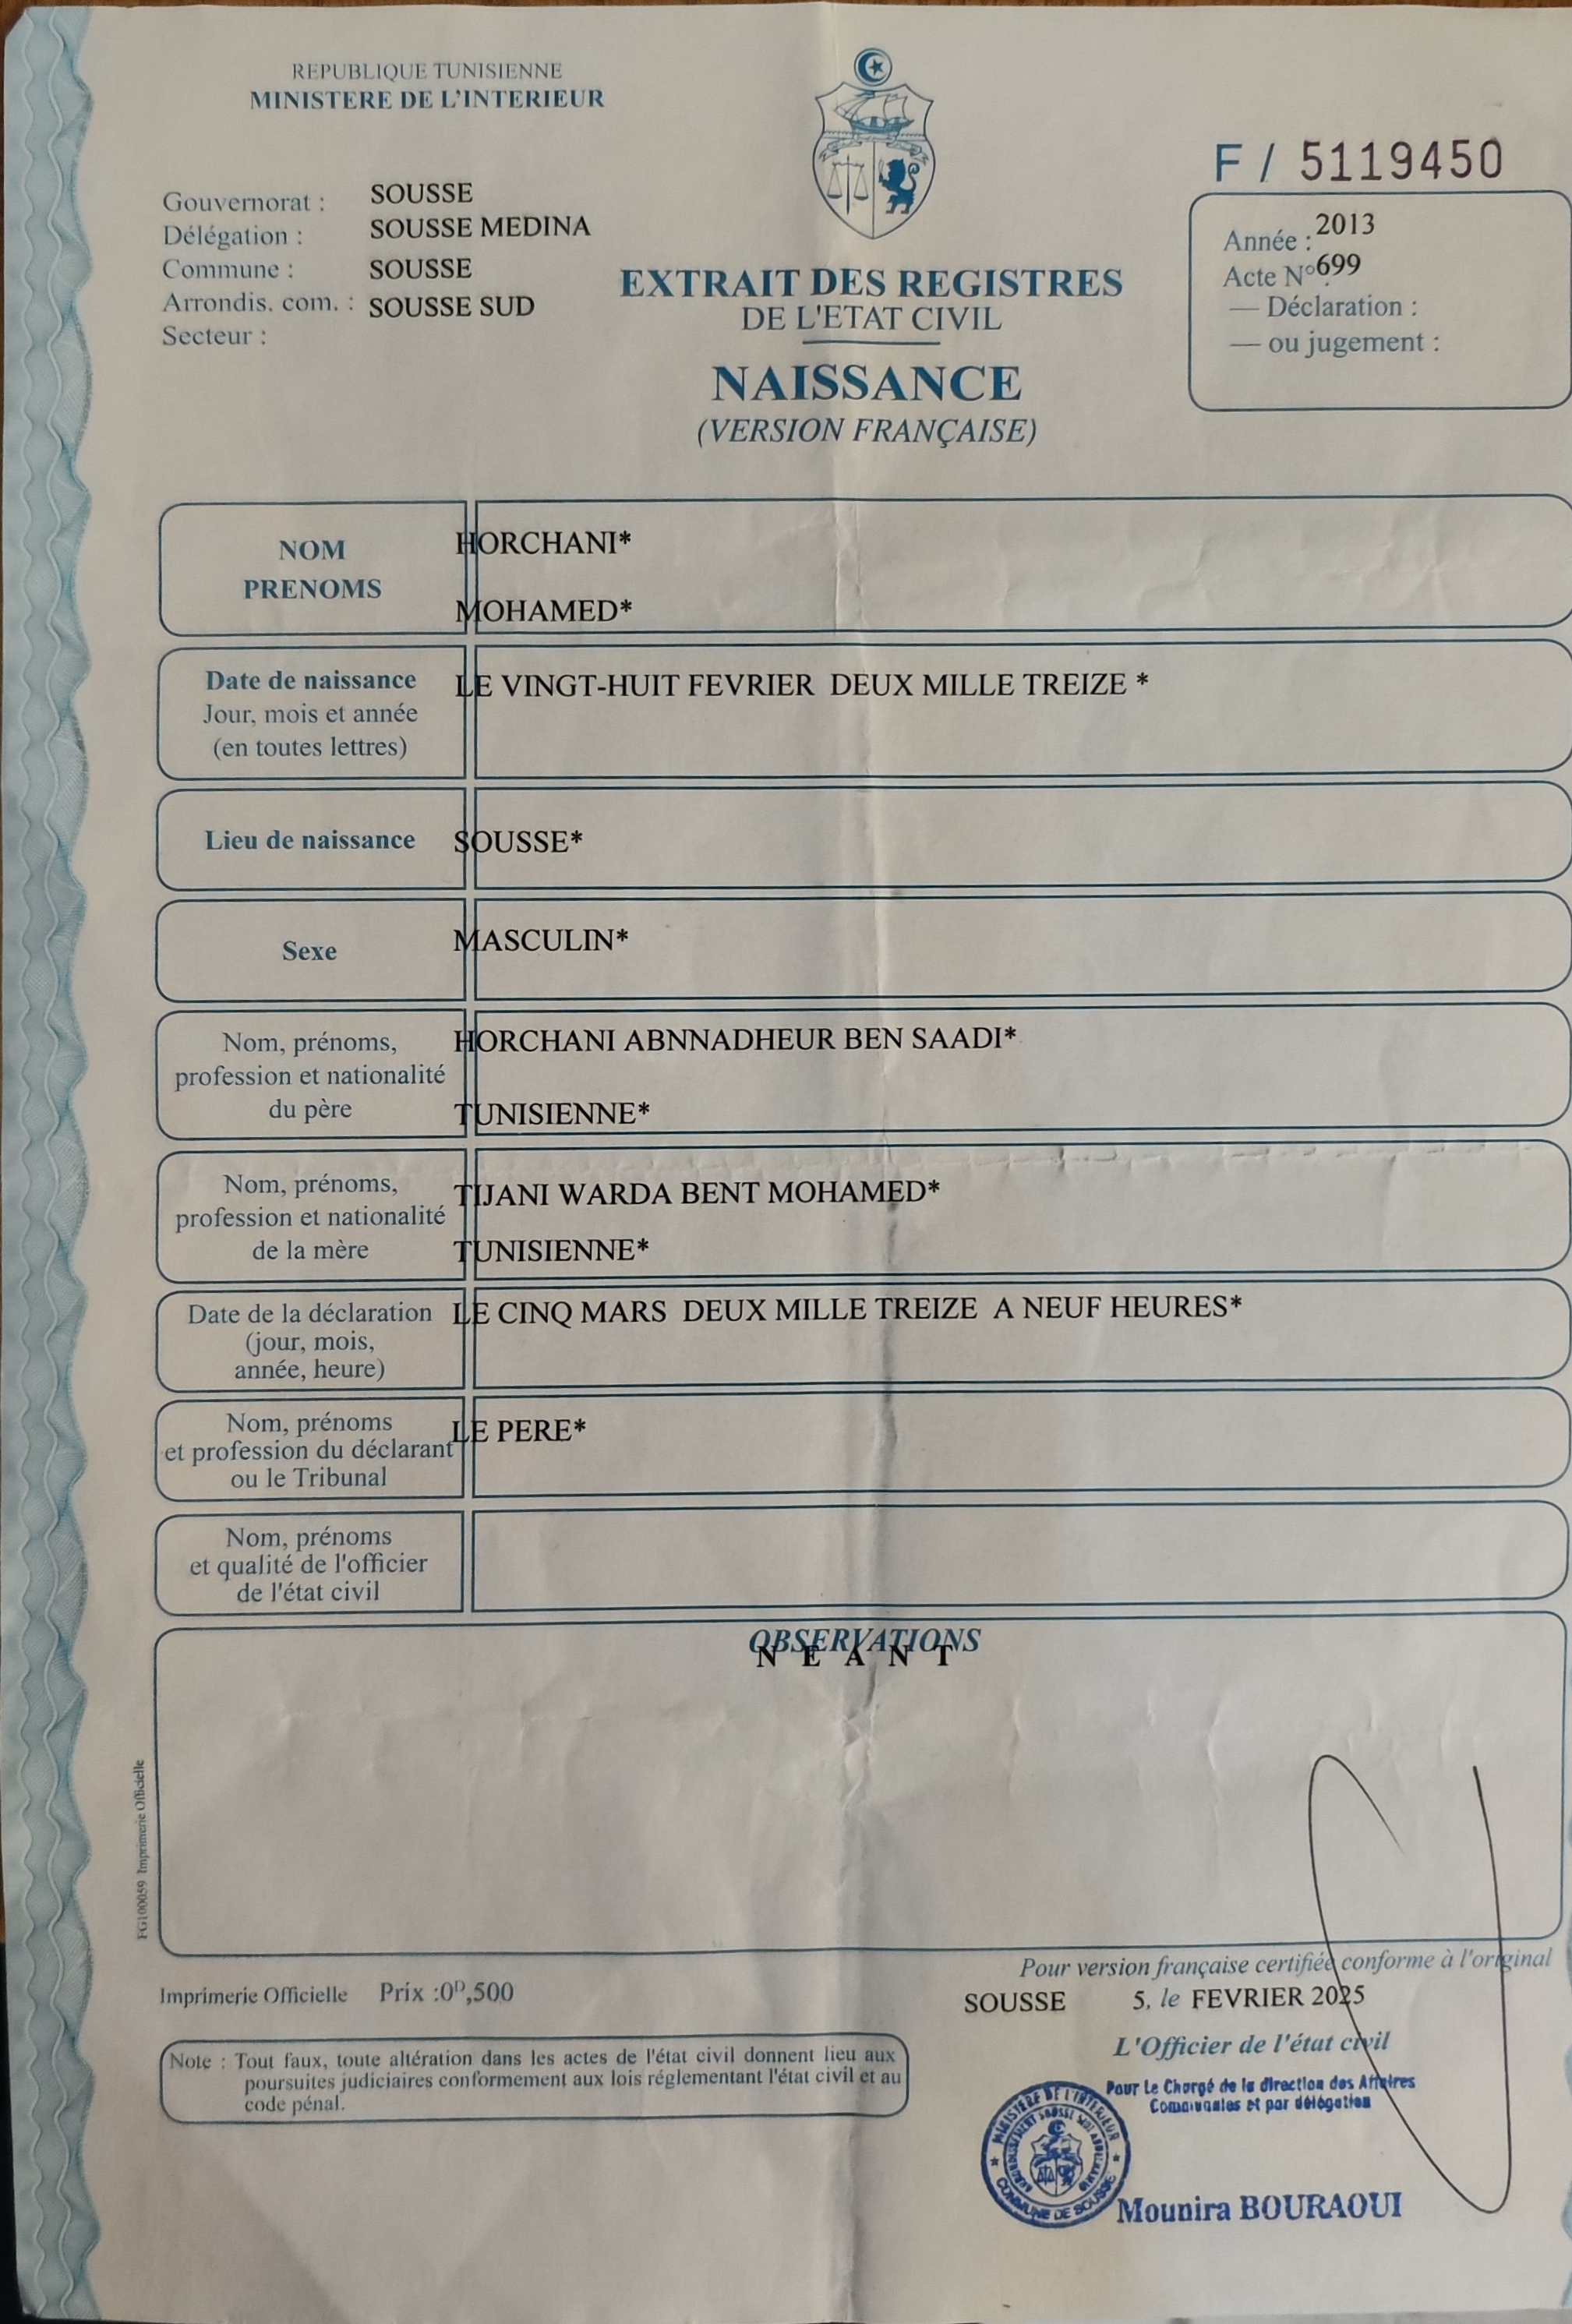 REPUBLIQUE TUNISIENNE
MINISTERE DE L'INTERIEUR
F / 5119450
Gouvernorat : SOUSSE
Délégation : SOUSSE MEDINA
Commune : SOUSSE
Arrondis. com. : SOUSSE SUD
Secteur :
Année : 2013
Acte N° 699
— Déclaration :
— ou jugement :
EXTRAIT DES REGISTRES
DE L'ETAT CIVIL
NAISSANCE
(VERSION FRANÇAISE)
NOM HORCHANI*
PRENOMS MOHAMED*
Date de naissance LE VINGT-HUIT FEVRIER DEUX MILLE TREIZE *
Jour, mois et année
(en toutes lettres)
Lieu de naissance SOUSSE*
Sexe MASCULIN*
Nom, prénoms, HORCHANI ABNNADHEUR BEN SAADI*
profession et nationalité
du père TUNISIENNE*
Nom, prénoms, TIJANI WARDA BENT MOHAMED*
profession et nationalité
de la mère TUNISIENNE*
Date de la déclaration LE CINQ MARS DEUX MILLE TREIZE A NEUF HEURES*
(jour, mois,
année, heure)
Nom, prénoms LE PERE*
et profession du déclarant
ou le Tribunal
Nom, prénoms
et qualité de l'officier
de l'état civil
OBSERVATIONS
N E A N T
FG100059 Imprimerie Officielle
Pour version française certifiée conforme à l'original
Imprimerie Officielle Prix :0ᴰ,500
SOUSSE 5, le FEVRIER 2025
L'Officier de l'état civil
Note : Tout faux, toute altération dans les actes de l'état civil donnent lieu aux
poursuites judiciaires conformement aux lois réglementant l'état civil et au
code pénal.
Pour Le Chargé de la direction des Affaires
Communales et par délégation
MINISTERE DE L'INTERIEUR
COMMUNE DE SOUSSE
Mounira BOURAOUI